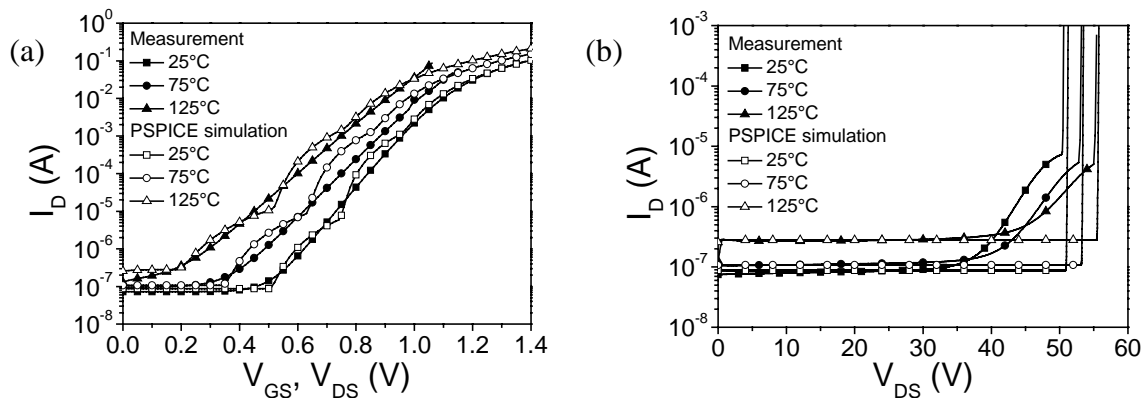 (a)
I_D (A)
10^0
10^-1
10^-2
10^-3
10^-4
10^-5
10^-6
10^-7
10^-8
Measurement
25°C
75°C
125°C
PSPICE simulation
25°C
75°C
125°C
0.0 0.2 0.4 0.6 0.8 1.0 1.2 1.4
V_GS, V_DS (V)
(b)
I_D (A)
10^-3
10^-4
10^-5
10^-6
10^-7
10^-8
Measurement
25°C
75°C
125°C
PSPICE simulation
25°C
75°C
125°C
0 10 20 30 40 50 60
V_DS (V)